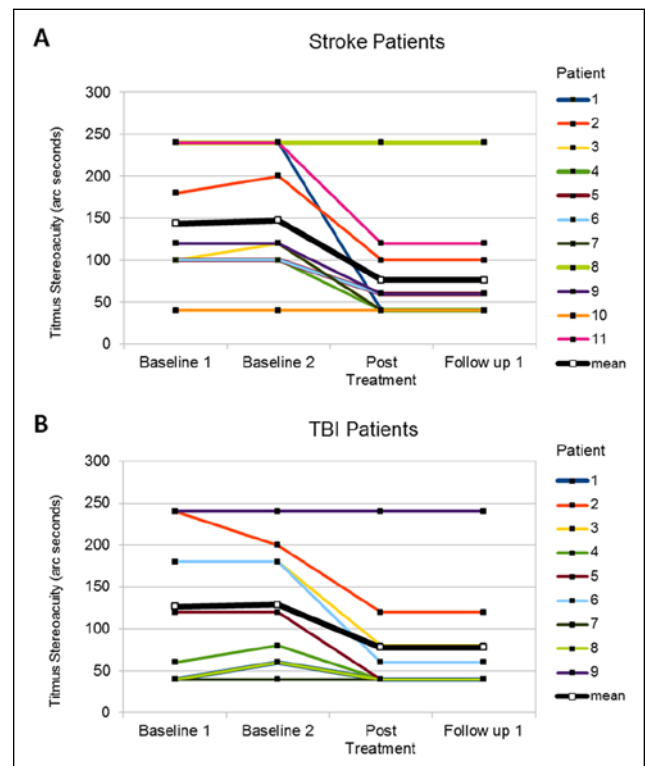 A
Stroke Patients
Titmus Stereoacuity (arc seconds)
300
250
200
150
100
50
0
Baseline 1
Baseline 2
Post
Treatment
Follow up 1
Patient
1
2
3
4
5
6
7
8
9
10
11
mean
B
TBI Patients
Titmus Stereoacuity (arc seconds)
300
250
200
150
100
50
0
Baseline 1
Baseline 2
Post
Treatment
Follow up 1
Patient
1
2
3
4
5
6
7
8
9
mean